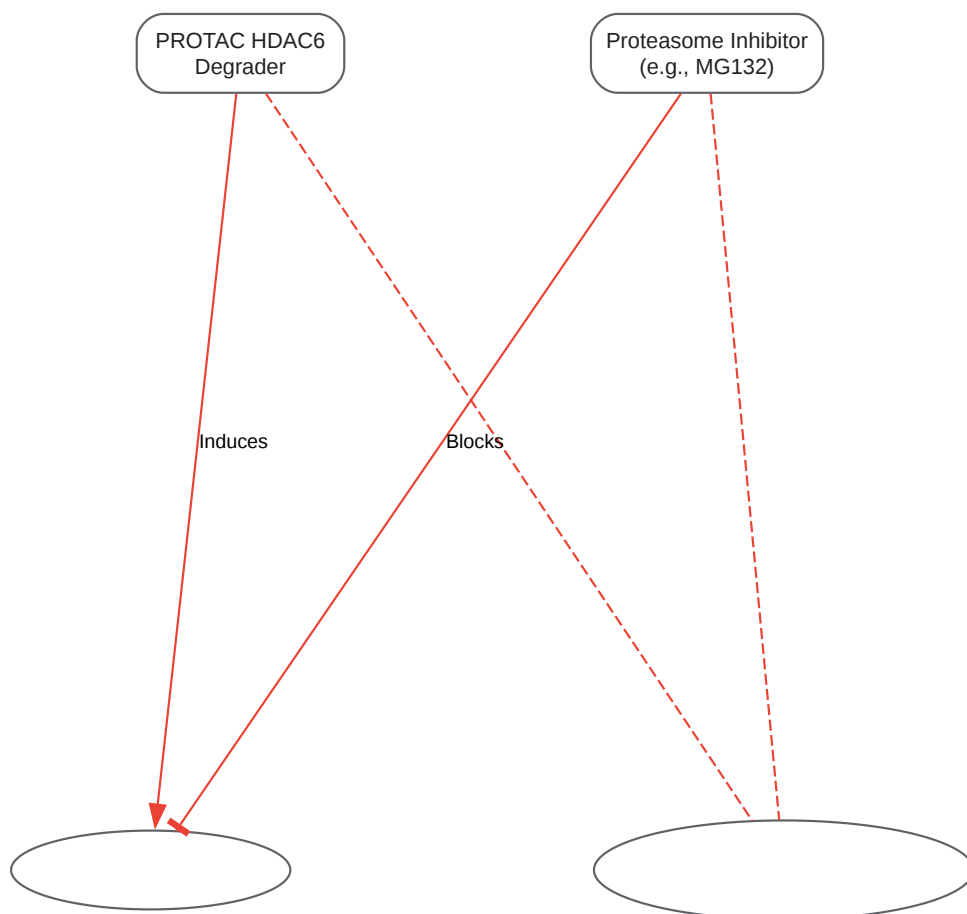 PROTAC HDAC6
Degrader
Proteasome Inhibitor
(e.g., MG132)
Induces
Blocks